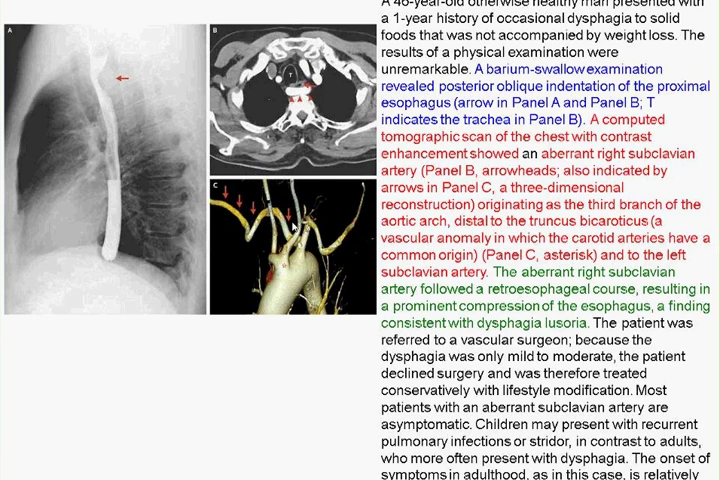 A
B
T
C
A 46-year-old otherwise healthy man presented with
a 1-year history of occasional dysphagia to solid
foods that was not accompanied by weight loss. The
results of a physical examination were
unremarkable. A barium-swallow examination
revealed posterior oblique indentation of the proximal
esophagus (arrow in Panel A and Panel B; T
indicates the trachea in Panel B). A computed
tomographic scan of the chest with contrast
enhancement showed an aberrant right subclavian
artery (Panel B, arrowheads; also indicated by
arrows in Panel C, a three-dimensional
reconstruction) originating as the third branch of the
aortic arch, distal to the truncus bicaroticus (a
vascular anomaly in which the carotid arteries have a
common origin) (Panel C, asterisk) and to the left
subclavian artery. The aberrant right subclavian
artery followed a retroesophageal course, resulting in
a prominent compression of the esophagus, a finding
consistent with dysphagia lusoria. The patient was
referred to a vascular surgeon; because the
dysphagia was only mild to moderate, the patient
declined surgery and was therefore treated
conservatively with lifestyle modification. Most
patients with an aberrant subclavian artery are
asymptomatic. Children may present with recurrent
pulmonary infections or stridor, in contrast to adults,
who more often present with dysphagia. The onset of
symptoms in adulthood, as in this case, is relatively